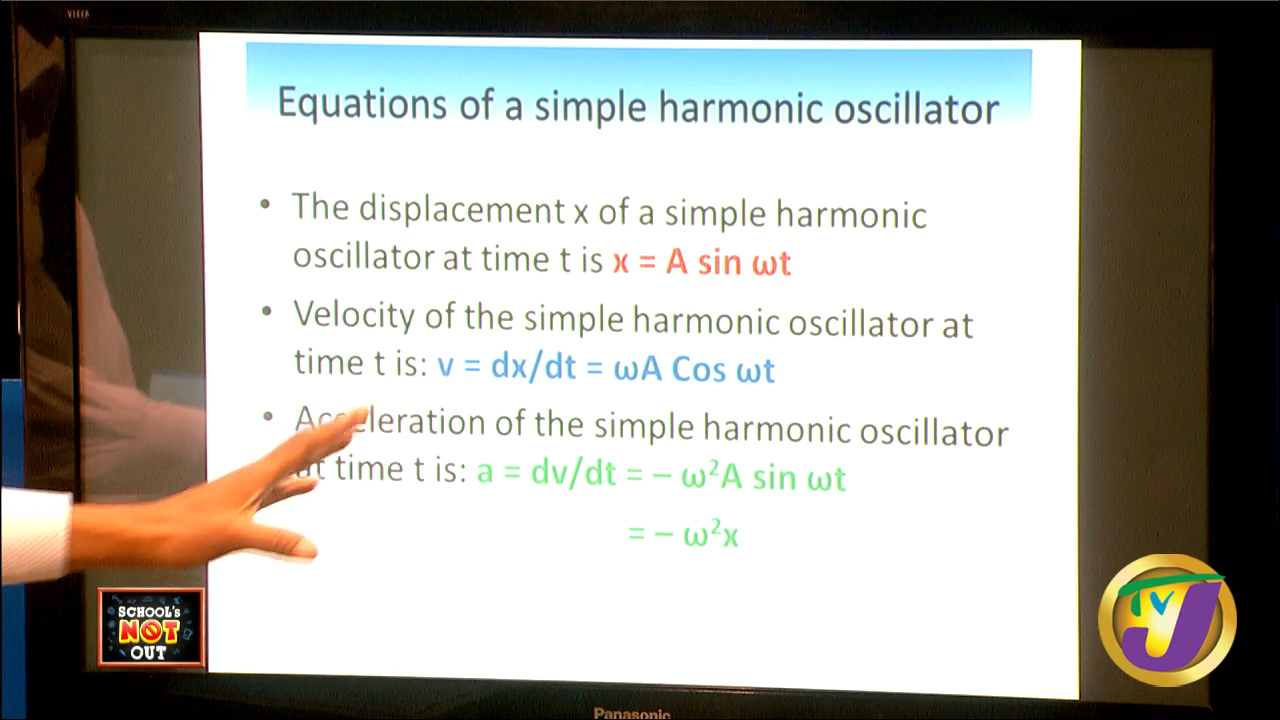 Equations of a simple harmonic oscillator
• The displacement x of a simple harmonic
oscillator at time t is x = A sin ωt
• Velocity of the simple harmonic oscillator at
time t is: v = dx/dt = ωA Cos ωt
• Acceleration of the simple harmonic oscillator
at time t is: a = dv/dt = – ω²A sin ωt
= – ω²x
SCHOOL'S
NOT
OUT
TVJ
Panasonic